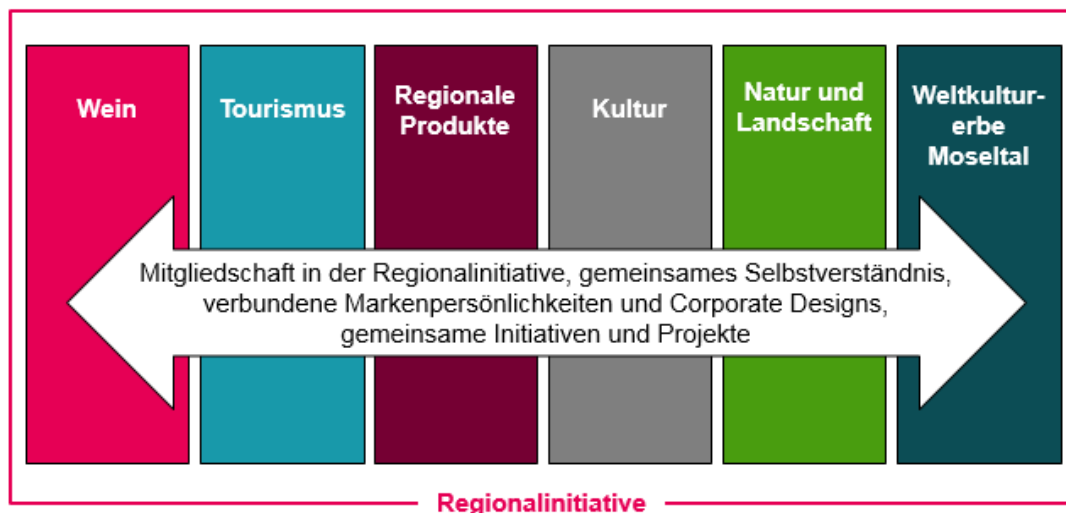 Wein
Tourismus
Regionale
Produkte
Kultur
Natur und
Landschaft
Weltkultur-
erbe
Moseltal
Mitgliedschaft in der Regionalinitiative, gemeinsames Selbstverständnis,
verbundene Markenpersönlichkeiten und Corporate Designs,
gemeinsame Initiativen und Projekte
Regionalinitiative